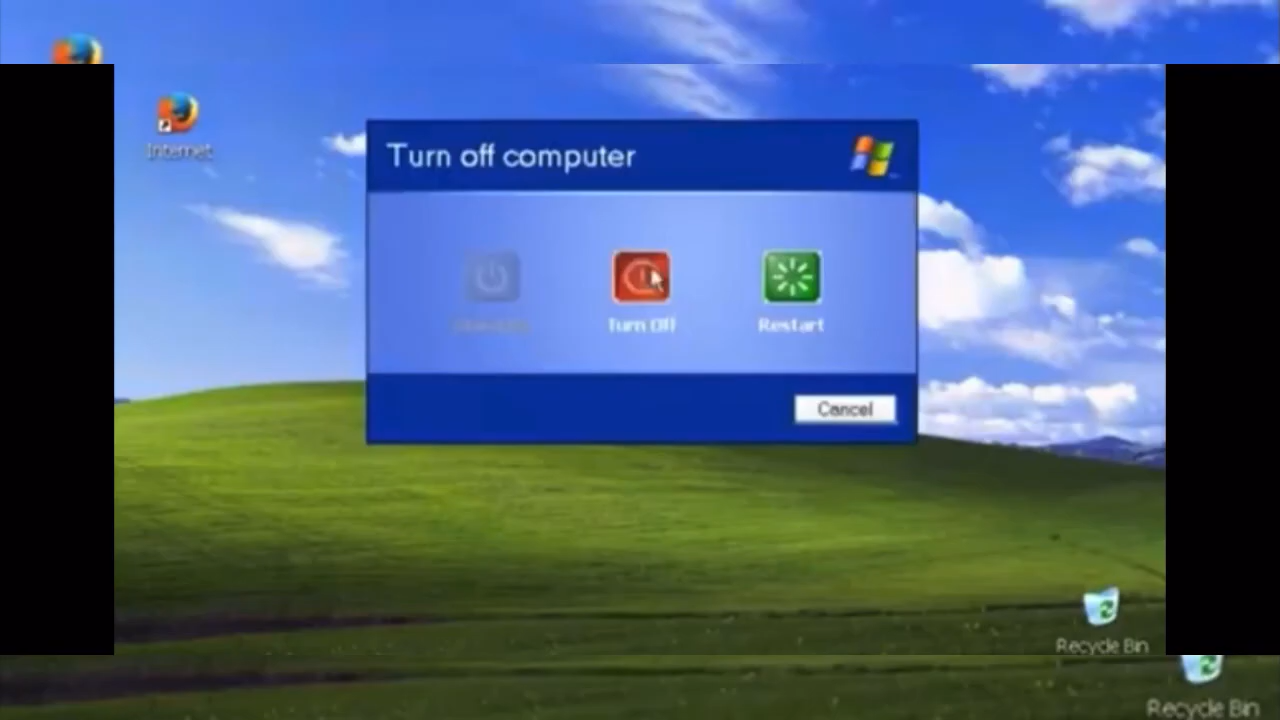 Internet
Turn off computer
Turn Off
Restart
Cancel
Recycle Bin
Recycle Bin